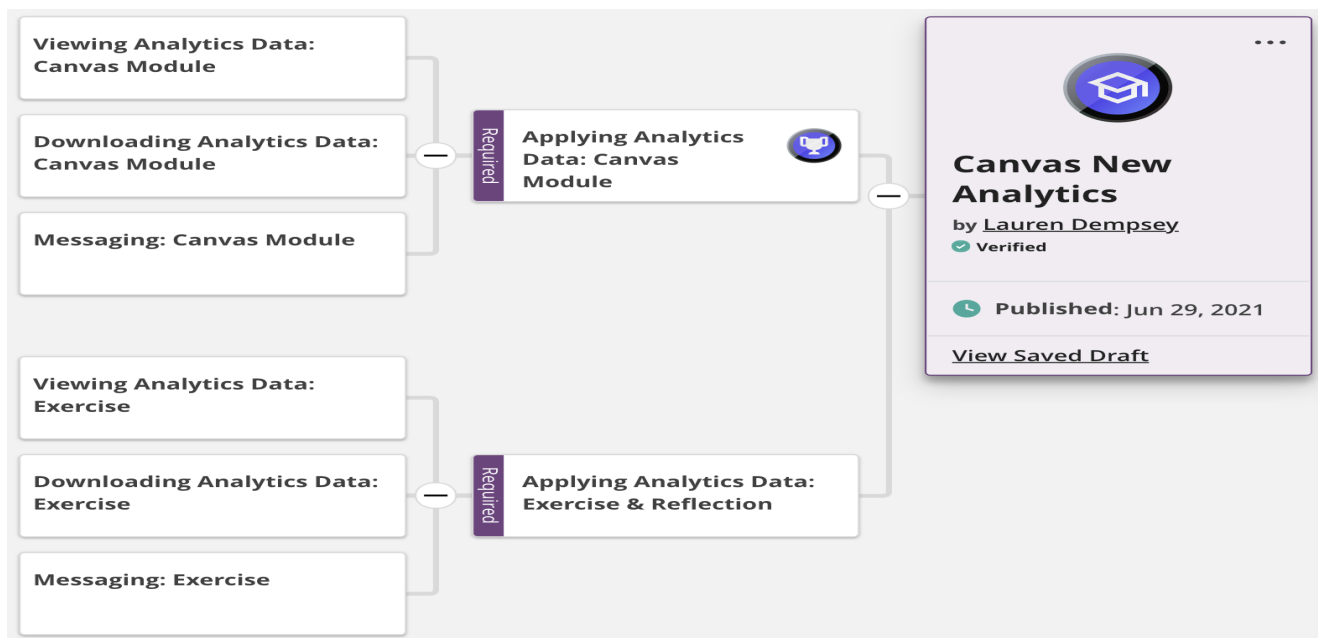 Viewing Analytics Data:
Canvas Module
Downloading Analytics Data:
Canvas Module
Messaging: Canvas Module
Required
Applying Analytics
Data: Canvas
Module
Viewing Analytics Data:
Exercise
Downloading Analytics Data:
Exercise
Messaging: Exercise
Required
Applying Analytics Data:
Exercise & Reflection
Canvas New
Analytics
by Lauren Dempsey
Verified
Published: Jun 29, 2021
View Saved Draft